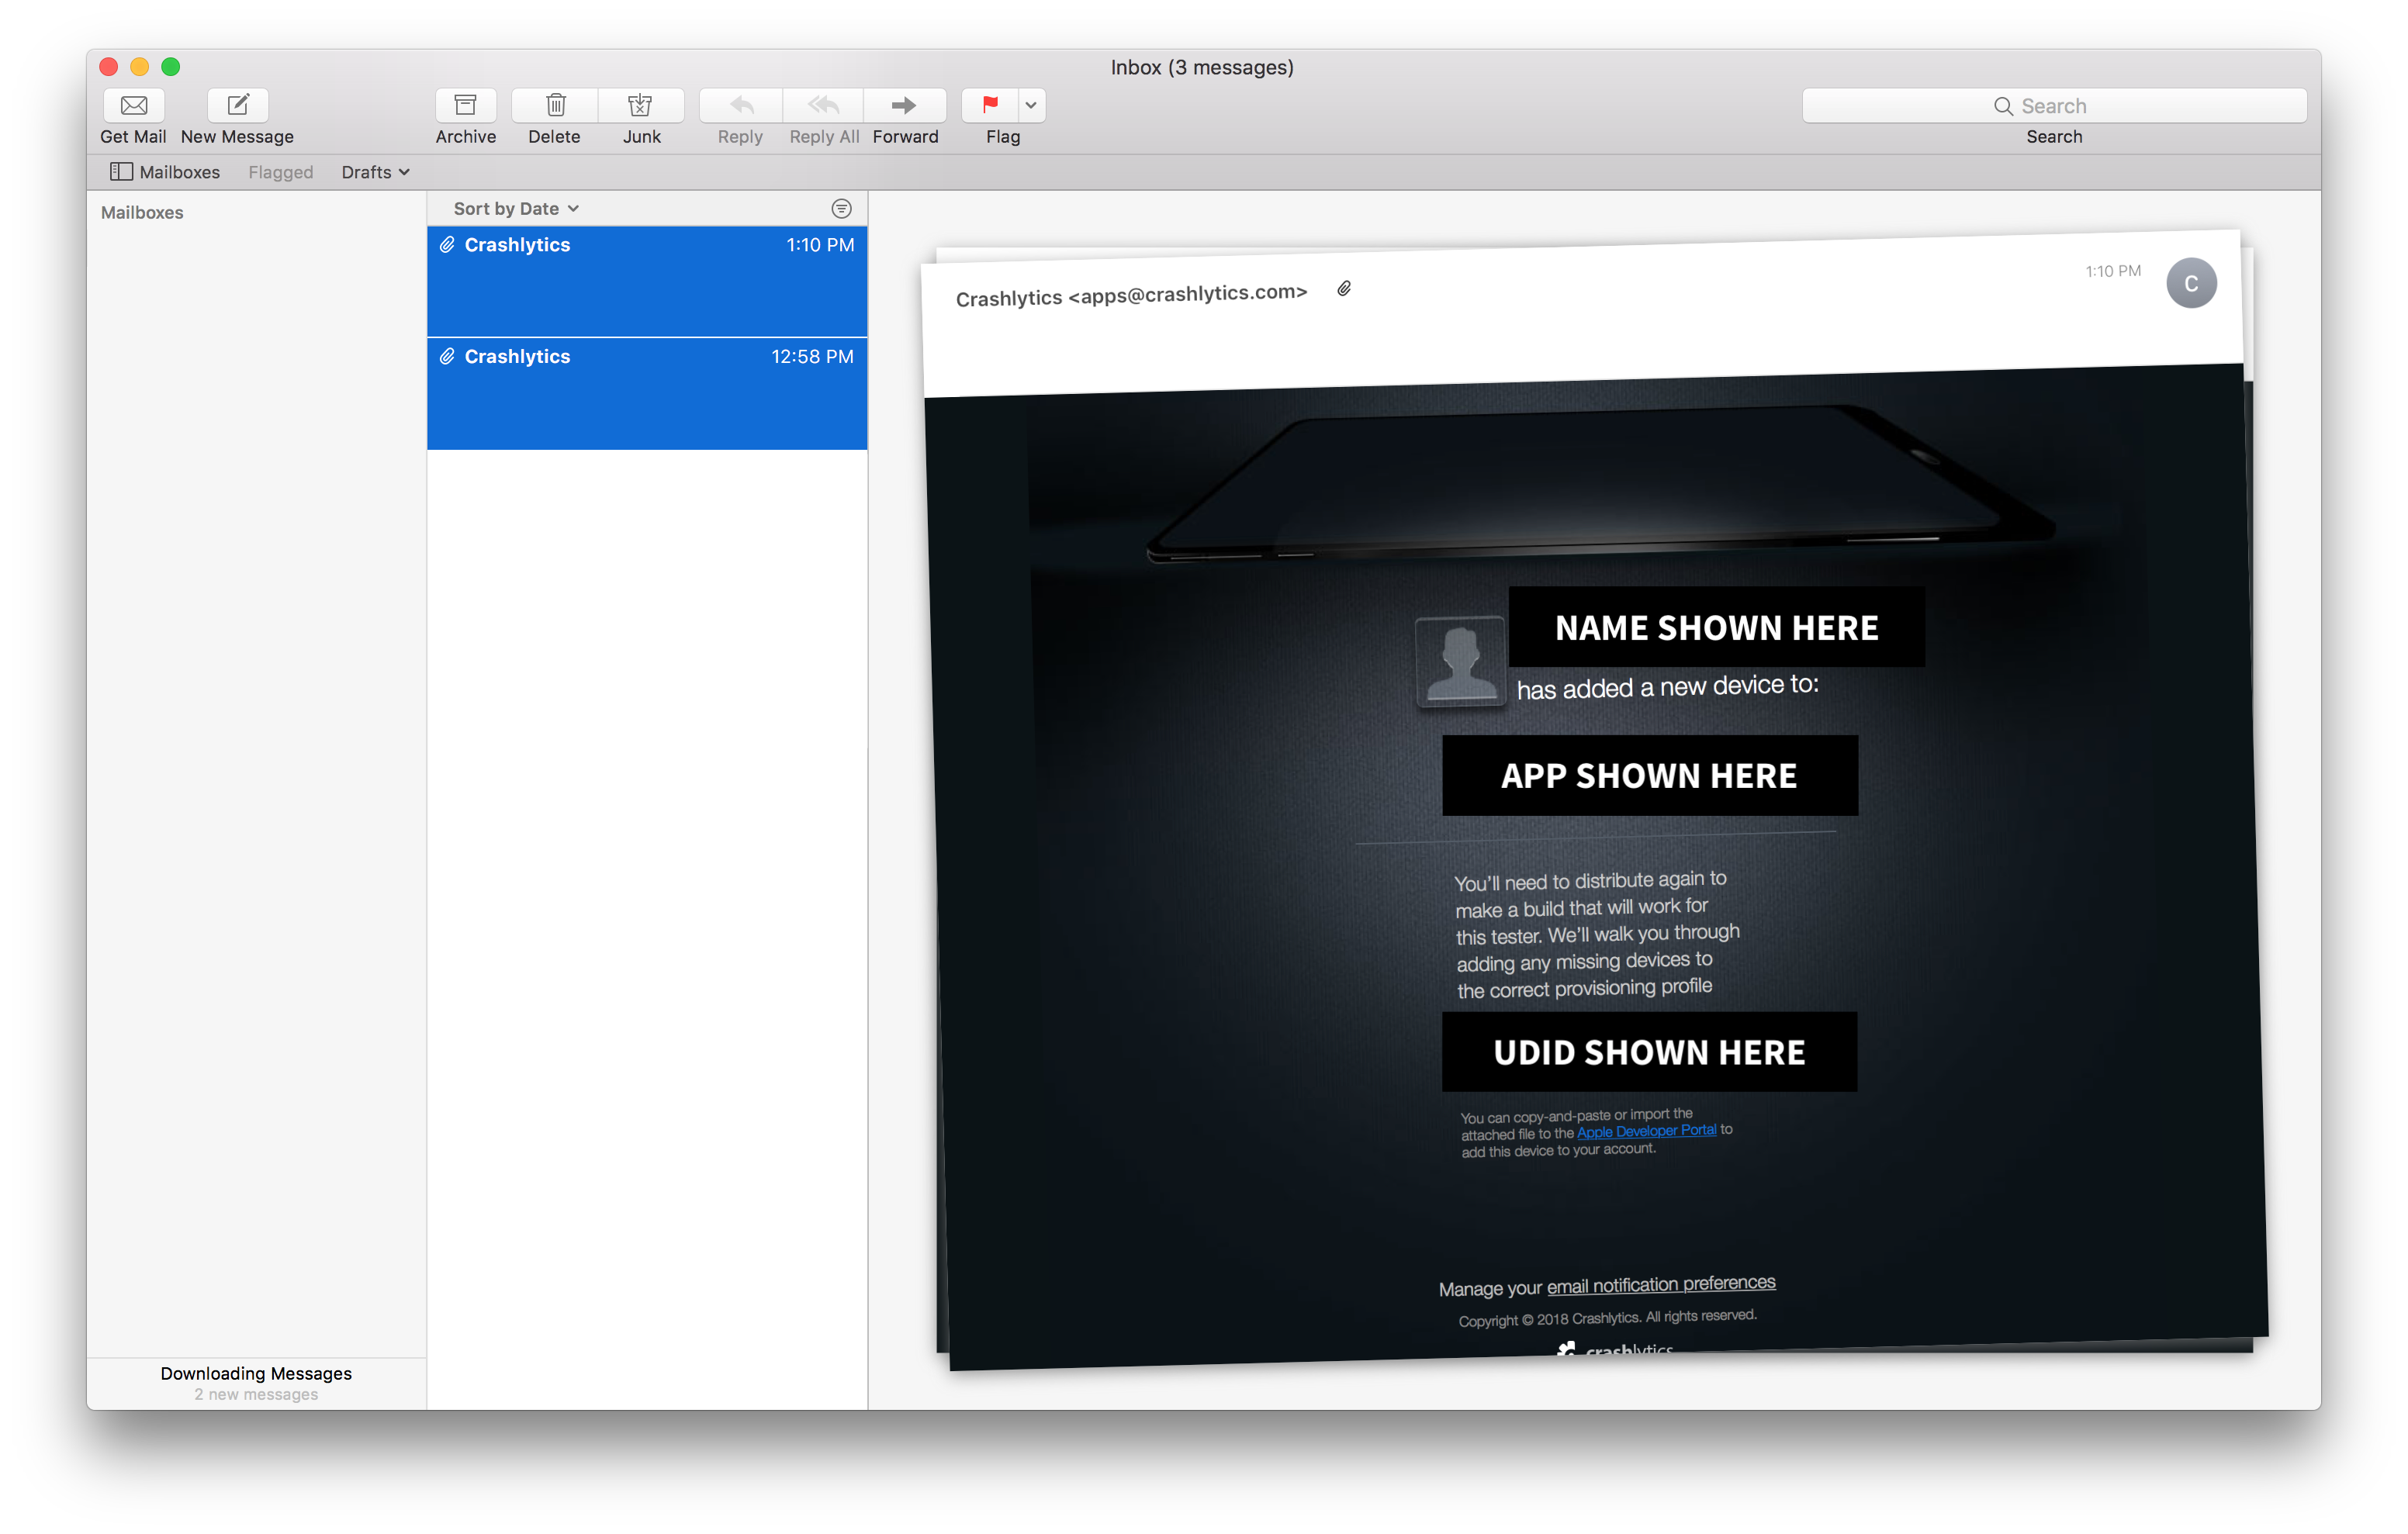 Inbox (3 messages)
Search
Get Mail New Message Archive Delete Junk Reply Reply All Forward Flag Search
Mailboxes Flagged Drafts
Mailboxes
Sort by Date
Crashlytics 1:10 PM
Crashlytics 12:58 PM
Crashlytics <apps@crashlytics.com>
1:10 PM
C
NAME SHOWN HERE
has added a new device to:
APP SHOWN HERE
You'll need to distribute again to
make a build that will work for
this tester. We'll walk you through
adding any missing devices to
the correct provisioning profile
UDID SHOWN HERE
You can copy-and-paste or import the
attached file to the Apple Developer Portal to
add this device to your account.
Manage your email notification preferences
Copyright © 2018 Crashlytics. All rights reserved.
crashlytics
Downloading Messages
2 new messages